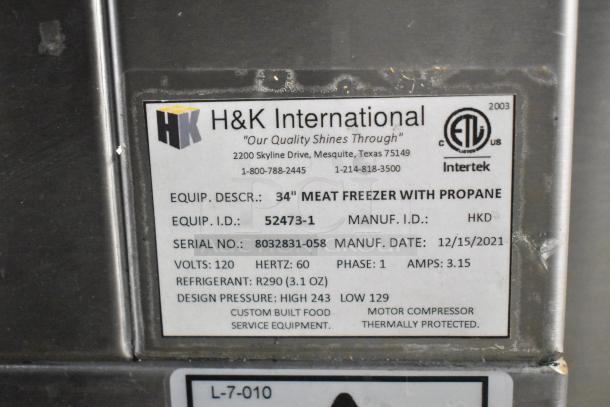 HK H&K International 2003
"Our Quality Shines Through"
2200 Skyline Drive, Mesquite, Texas 75149
1-800-788-2445 1-214-818-3500
C ETL US
LISTED
Intertek
EQUIP. DESCR.: 34" MEAT FREEZER WITH PROPANE
EQUIP. I.D.: 52473-1 MANUF. I.D.: HKD
SERIAL NO.: 8032831-058 MANUF. DATE: 12/15/2021
VOLTS: 120 HERTZ: 60 PHASE: 1 AMPS: 3.15
REFRIGERANT: R290 (3.1 OZ)
DESIGN PRESSURE: HIGH 243 LOW 129
CUSTOM BUILT FOOD MOTOR COMPRESSOR
SERVICE EQUIPMENT. THERMALLY PROTECTED.
L-7-010